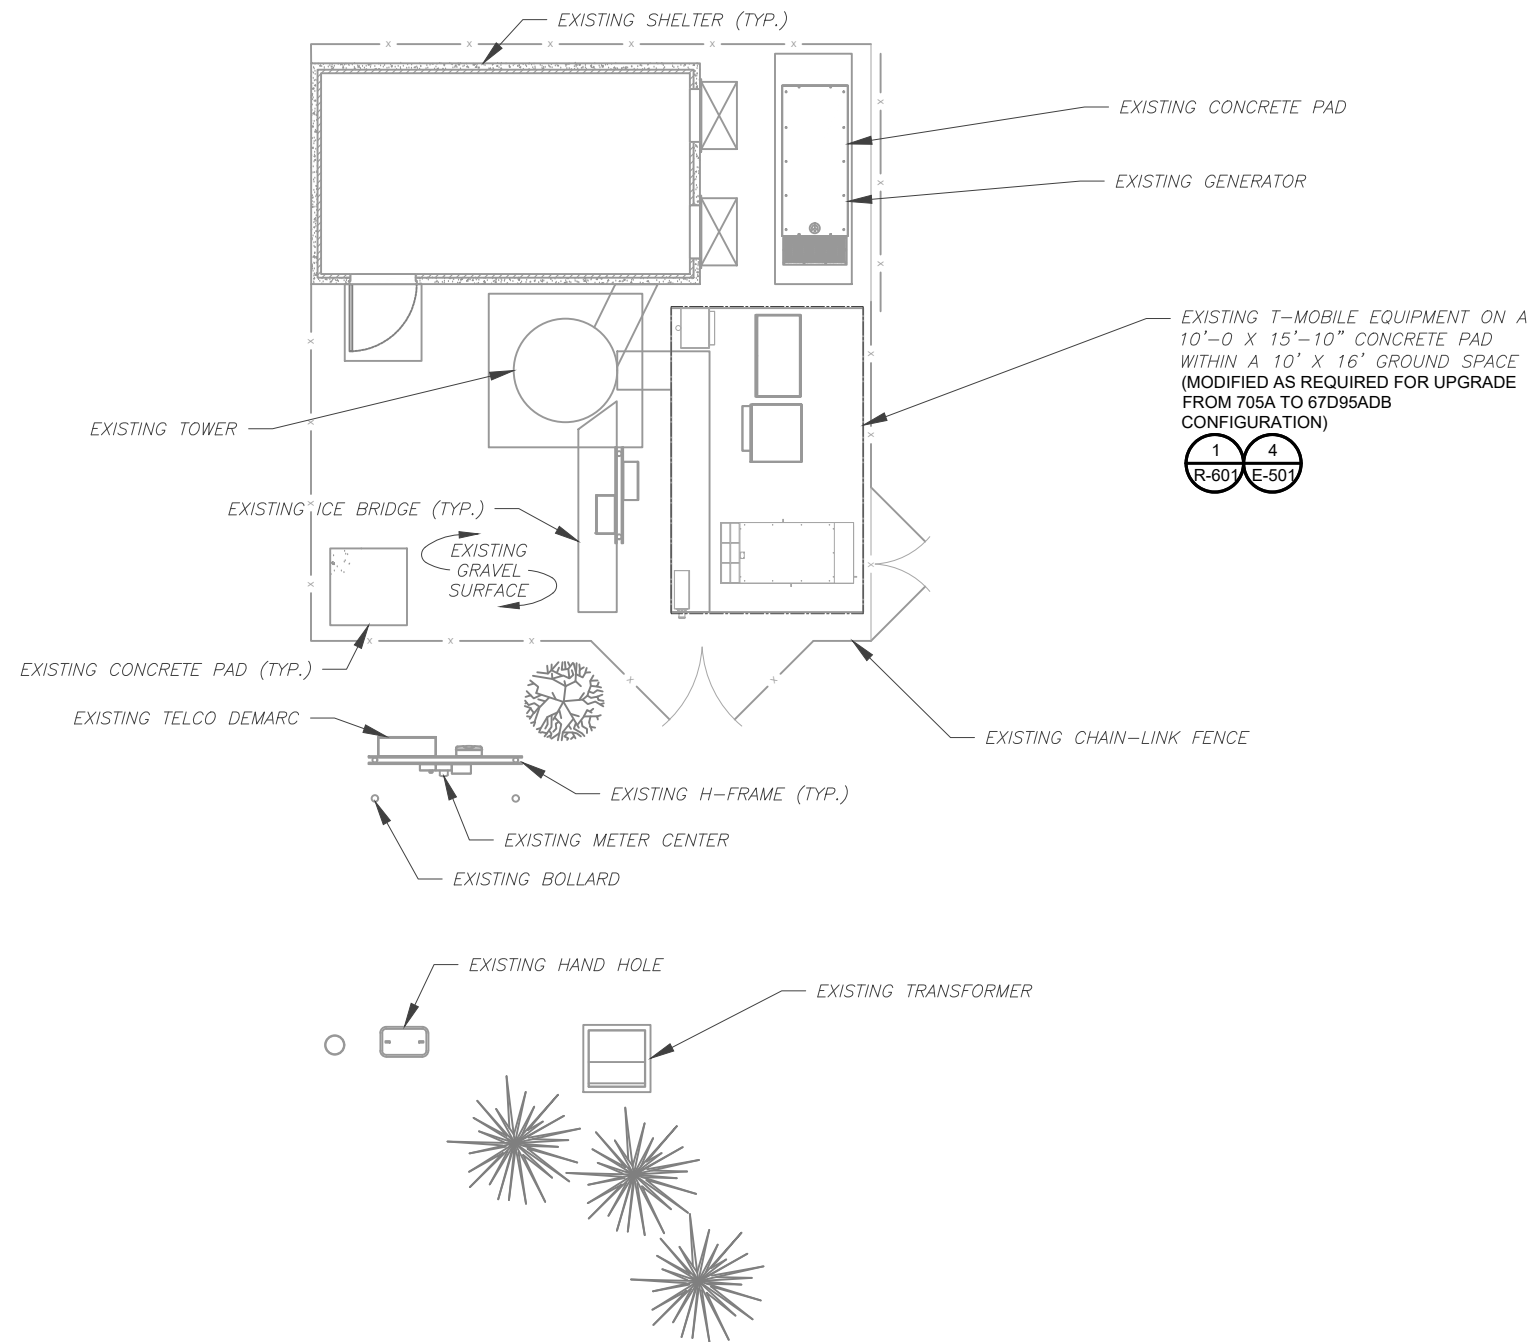 EXISTING SHELTER (TYP.)
EXISTING CONCRETE PAD
EXISTING GENERATOR
EXISTING T-MOBILE EQUIPMENT ON A
10'-0 X 15'-10" CONCRETE PAD
WITHIN A 10' X 16' GROUND SPACE
(MODIFIED AS REQUIRED FOR UPGRADE
FROM 705A TO 67D95ADB
CONFIGURATION)
1 4
R-601 E-501
EXISTING TOWER
EXISTING ICE BRIDGE (TYP.)
EXISTING
GRAVEL
SURFACE
EXISTING CONCRETE PAD (TYP.)
EXISTING TELCO DEMARC
EXISTING CHAIN-LINK FENCE
EXISTING H-FRAME (TYP.)
EXISTING METER CENTER
EXISTING BOLLARD
EXISTING HAND HOLE
EXISTING TRANSFORMER